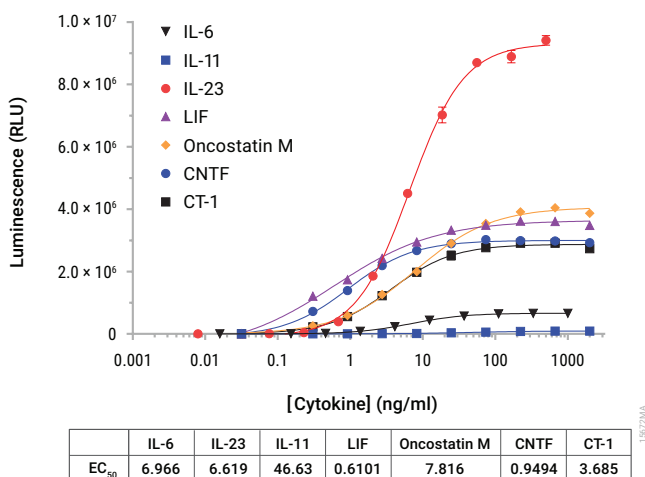 1.0 × 10⁷
8.0 × 10⁶
6.0 × 10⁶
4.0 × 10⁶
2.0 × 10⁶
0
Luminescence (RLU)
IL-6
IL-11
IL-23
LIF
Oncostatin M
CNTF
CT-1
0.001 0.01 0.1 1 10 100 1000
[Cytokine] (ng/ml)
15672MA
IL-6 IL-23 IL-11 LIF Oncostatin M CNTF CT-1
EC₅₀ 6.966 6.619 46.63 0.6101 7.816 0.9494 3.685